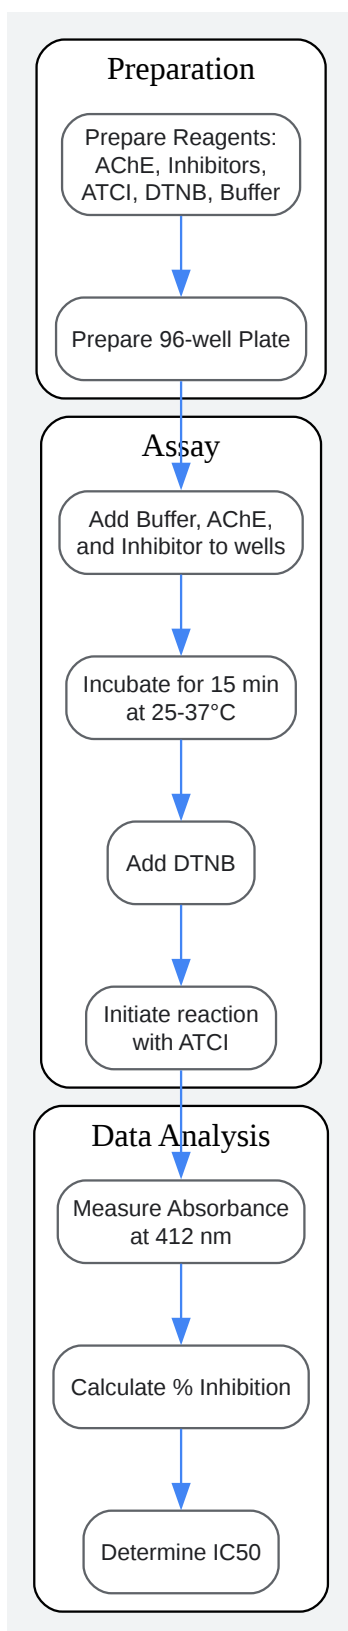 Preparation
Prepare Reagents:
AChE, Inhibitors,
ATCI, DTNB, Buffer
Prepare 96-well Plate
Assay
Add Buffer, AChE,
and Inhibitor to wells
Incubate for 15 min
at 25-37°C
Add DTNB
Initiate reaction
with ATCI
Data Analysis
Measure Absorbance
at 412 nm
Calculate % Inhibition
Determine IC50